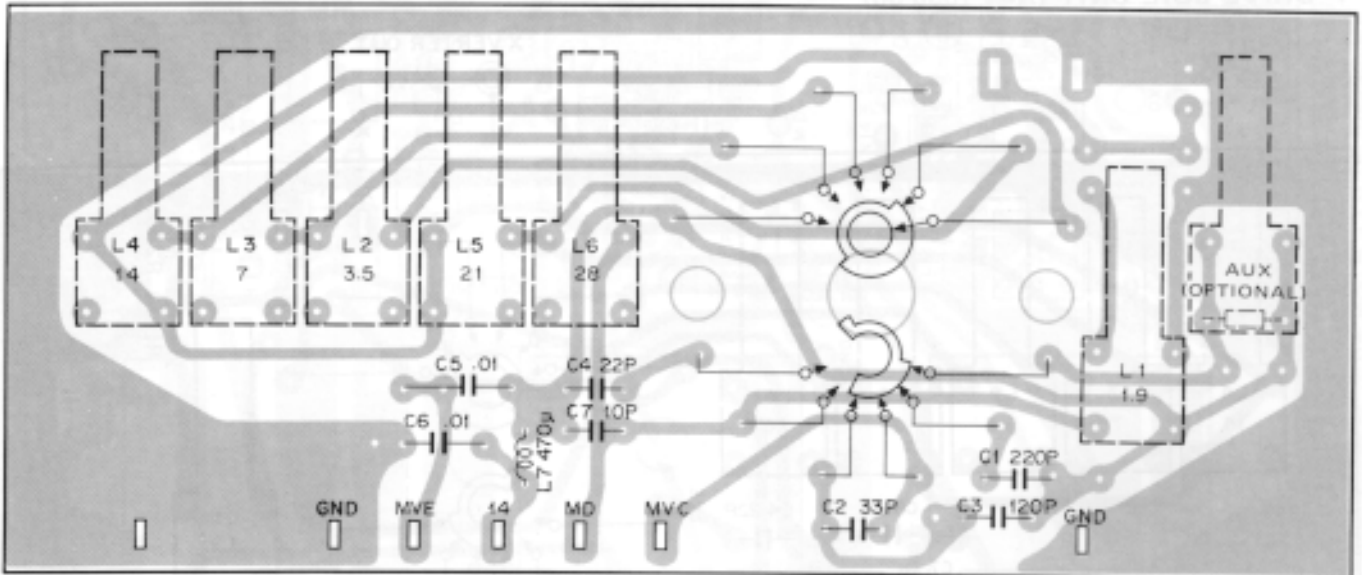 L4
14
L3
7
L2
3.5
L5
21
L6
28
AUX
(OPTIONAL)
L1
1.9
C5 .01
C4 22P
C7 10P
C6 .01
L7 470μ
C1 220P
C2 33P
C3 120P
GND
MVE
14
MD
MVC
GND